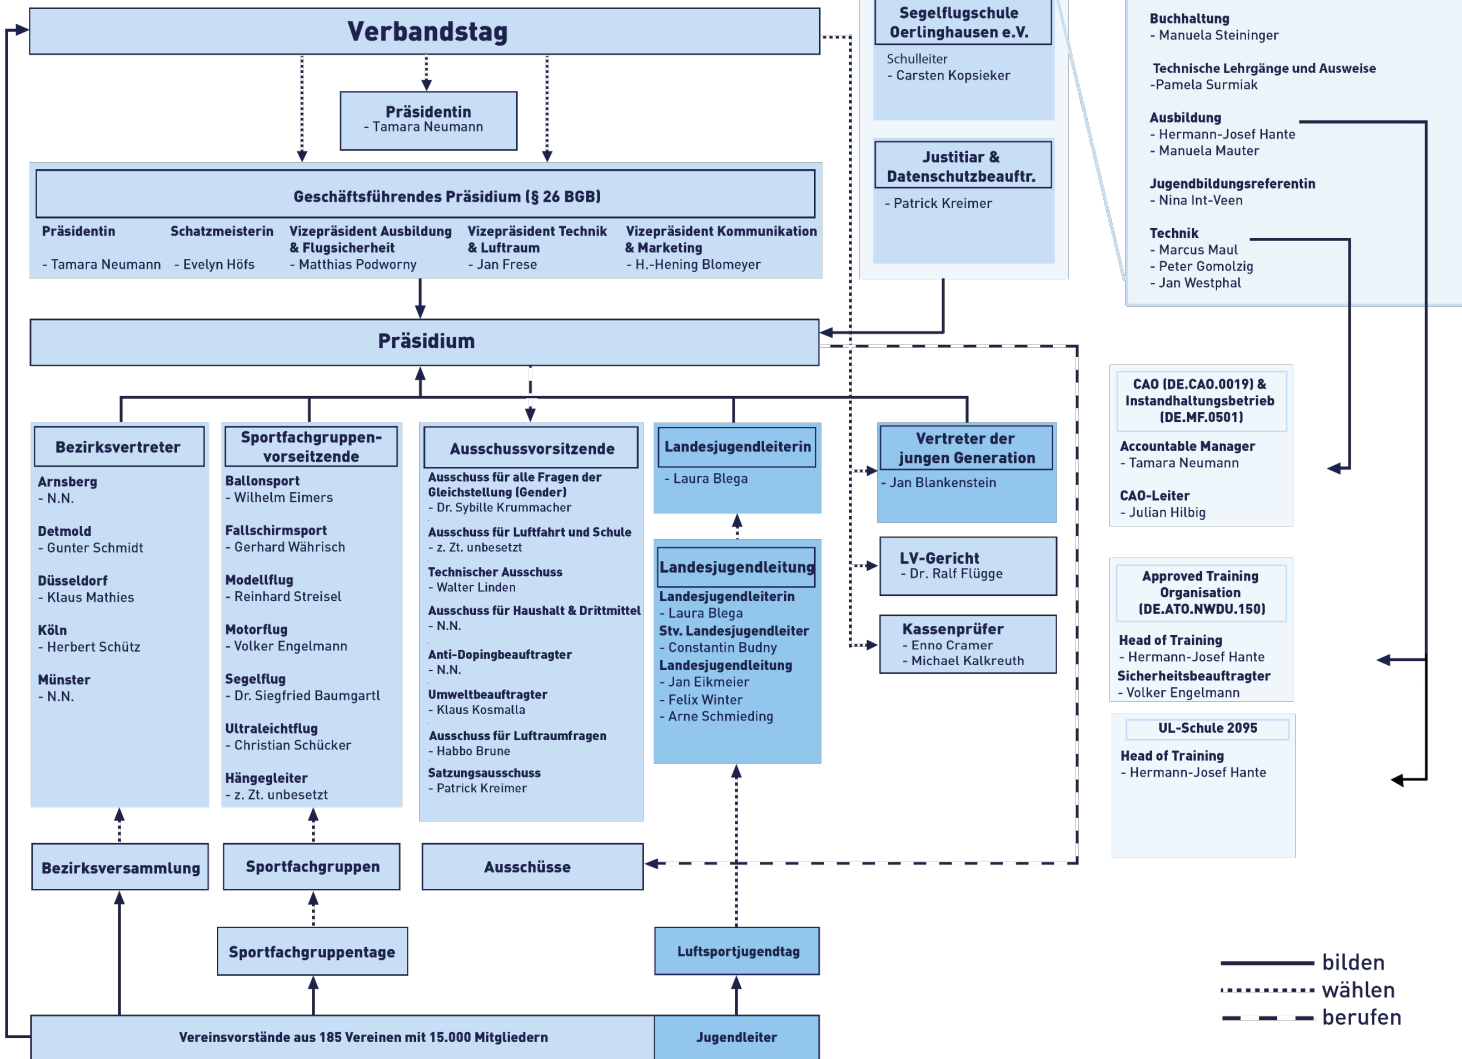 Verbandstag
Präsidentin
- Tamara Neumann
Geschäftsführendes Präsidium (§ 26 BGB)
Präsidentin
- Tamara Neumann
Schatzmeisterin
- Evelyn Höfs
Vizepräsident Ausbildung
& Flugsicherheit
- Matthias Podworny
Vizepräsident Technik
& Luftraum
- Jan Frese
Vizepräsident Kommunikation
& Marketing
- H.-Hening Blomeyer
Segelflugschule
Oerlinghausen e.V.
Schulleiter
- Carsten Kopsieker
Justitiar &
Datenschutzbeauftr.
- Patrick Kreimer
Buchhaltung
- Manuela Steininger
Technische Lehrgänge und Ausweise
-Pamela Surmiak
Ausbildung
- Hermann-Josef Hante
- Manuela Mauter
Jugendbildungsreferentin
- Nina Int-Veen
Technik
- Marcus Maul
- Peter Gomolzig
- Jan Westphal
Präsidium
Bezirksvertreter
Arnsberg
- N.N.
Detmold
- Gunter Schmidt
Düsseldorf
- Klaus Mathies
Köln
- Herbert Schütz
Münster
- N.N.
Sportfachgruppen-
vorseitzende
Ballonsport
- Wilhelm Eimers
Fallschirmsport
- Gerhard Währisch
Modellflug
- Reinhard Streisel
Motorflug
- Volker Engelmann
Segelflug
- Dr. Siegfried Baumgartl
Ultraleichtflug
- Christian Schücker
Hängegleiter
- z. Zt. unbesetzt
Ausschussvorsitzende
Ausschuss für alle Fragen der
Gleichstellung (Gender)
- Dr. Sybille Krummacher
Ausschuss für Luftfahrt und Schule
- z. Zt. unbesetzt
Technischer Ausschuss
- Walter Linden
Ausschuss für Haushalt & Drittmittel
- N.N.
Anti-Dopingbeauftragter
- N.N.
Umweltbeauftragter
- Klaus Kosmalla
Ausschuss für Luftraumfragen
- Habbo Brune
Satzungsausschuss
- Patrick Kreimer
Landesjugendleiterin
- Laura Blega
Landesjugendleitung
Landesjugendleiterin
- Laura Blega
Stv. Landesjugendleiter
- Constantin Budny
Landesjugendleitung
- Jan Eikmeier
- Felix Winter
- Arne Schmieding
Vertreter der
jungen Generation
- Jan Blankenstein
LV-Gericht
- Dr. Ralf Flügge
Kassenprüfer
- Enno Cramer
- Michael Kalkreuth
CAO (DE.CAO.0019) &
Instandhaltungsbetrieb
(DE.MF.0501)
Accountable Manager
- Tamara Neumann
CAO-Leiter
- Julian Hilbig
Approved Training
Organisation
(DE.ATO.NWDU.150)
Head of Training
- Hermann-Josef Hante
Sicherheitsbeauftragter
- Volker Engelmann
UL-Schule 2095
Head of Training
- Hermann-Josef Hante
Bezirksversammlung
Sportfachgruppen
Ausschüsse
Sportfachgruppentage
Luftsportjugendtag
Vereinsvorstände aus 185 Vereinen mit 15.000 Mitgliedern
Jugendleiter
bilden
wählen
berufen